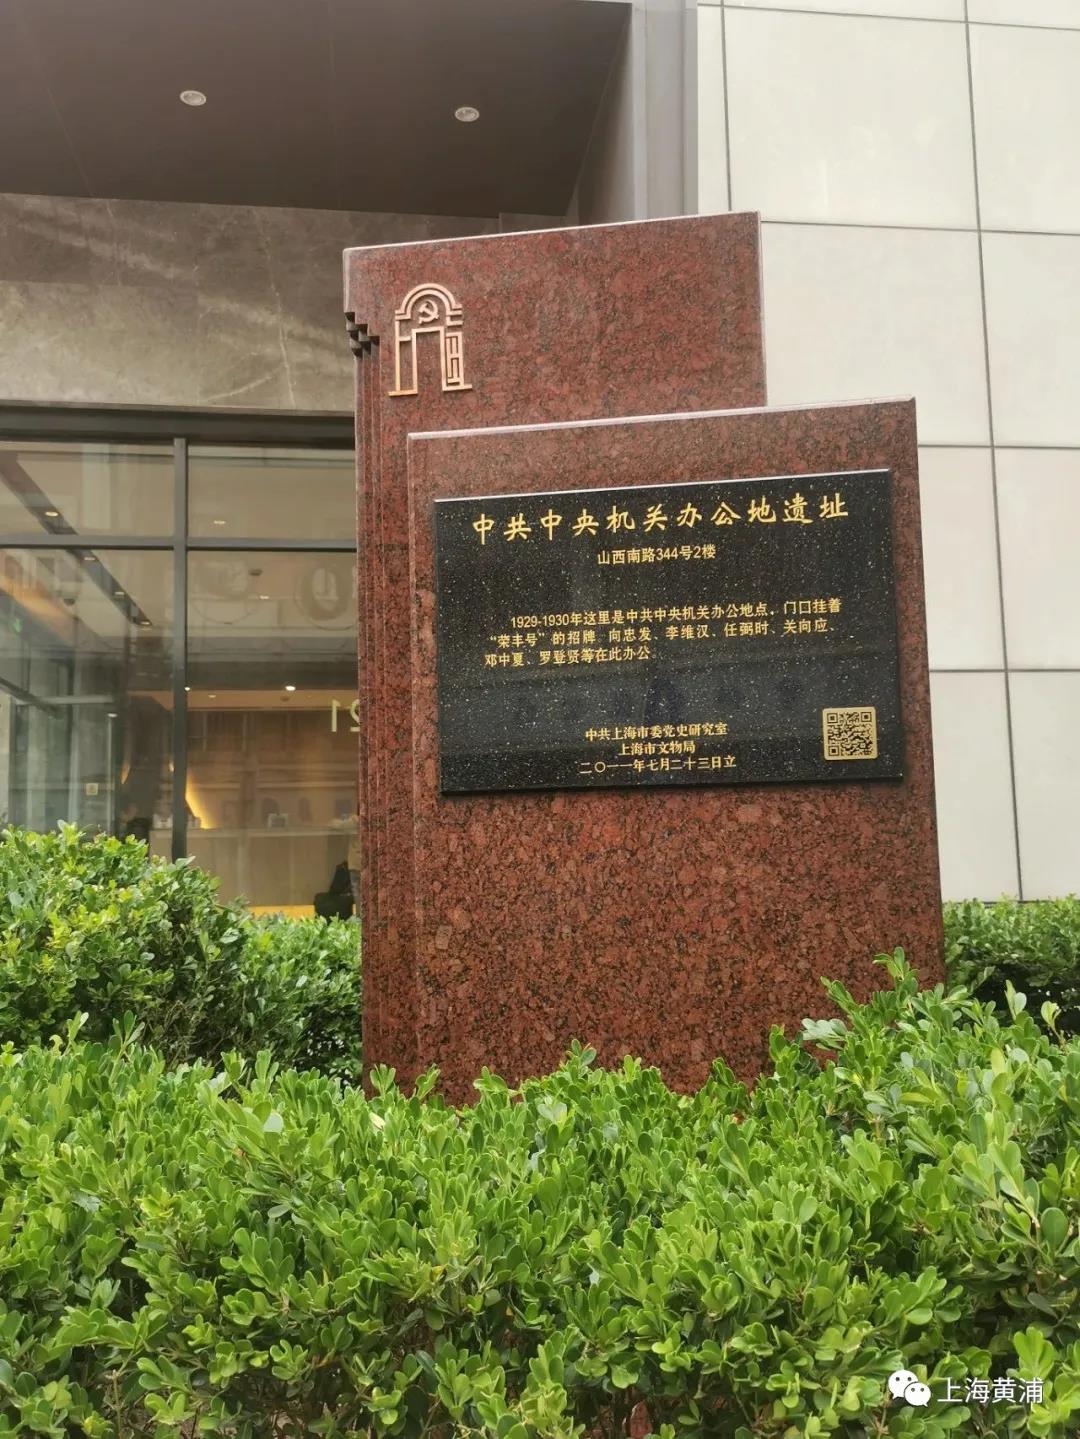 中共中央机关办公地遗址
山西南路344号2楼
1929-1930年这里是中共中央机关办公地点，门口挂着
“荣丰号”的招牌。向忠发、李维汉、任弼时、关向应、
邓中夏、罗登贤等在此办公。
中共上海市委党史研究室
上海市文物局
二〇一一年七月二十三日立
上海黄浦